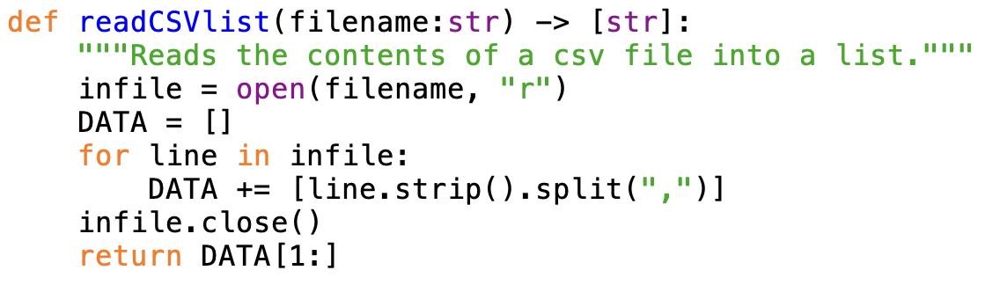 def readCSVlist(filename:str) -> [str]:
    """Reads the contents of a csv file into a list."""
    infile = open(filename, "r")
    DATA = []
    for line in infile:
        DATA += [line.strip().split(",")]
    infile.close()
    return DATA[1:]